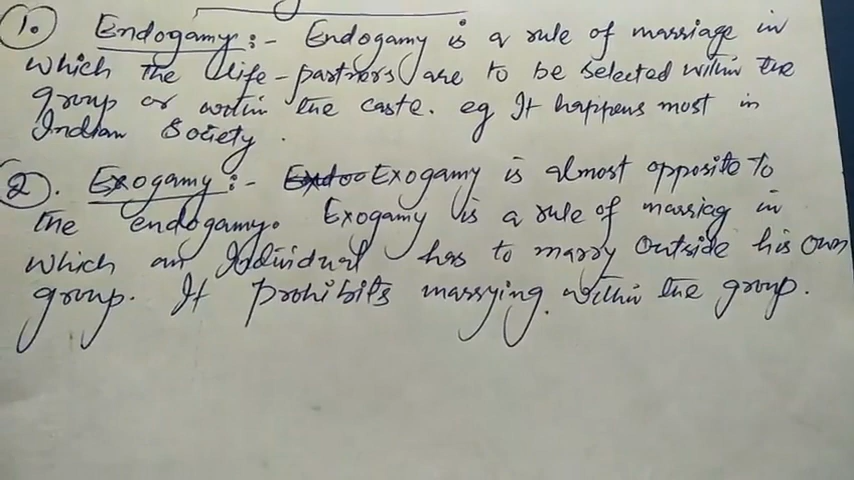 1. Endogamy :- Endogamy is a rule of marriage in
which the life-partners are to be selected within the
group or within the caste. eg It happens most in
Indian Society.
2. Exogamy :- Exogamy is almost opposite to
the endogamy. Exogamy is a rule of marriag in
which an Individual has to marry outside his own
group. It prohibits marrying within the group.